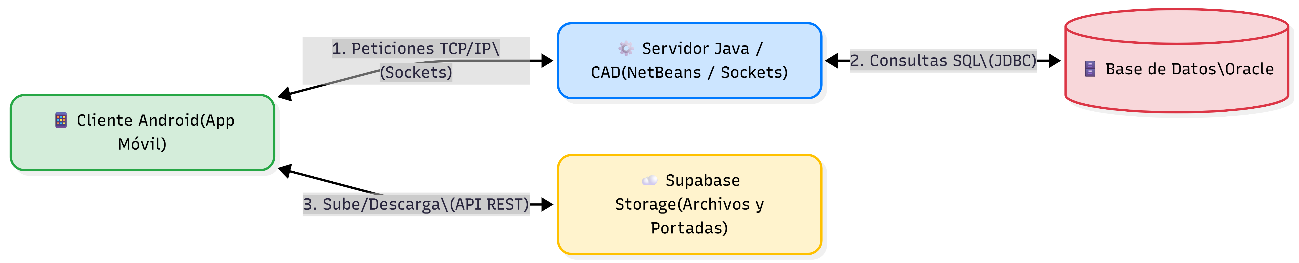 1. Peticiones TCP/IP\
(Sockets)
Servidor Java /
CAD(NetBeans / Sockets)
2. Consultas SQL\(JDBC)
Base de Datos\Oracle
Cliente Android(App
Móvil)
3. Sube/Descarga\(API REST)
Supabase
Storage(Archivos y
Portadas)